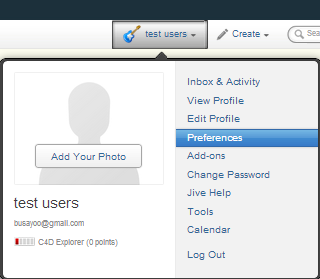 test users Create Sea
Add Your Photo
test users
busayoo@gmail.com
C4D Explorer (0 points)
Inbox & Activity
View Profile
Edit Profile
Preferences
Add-ons
Change Password
Jive Help
Tools
Calendar
Log Out